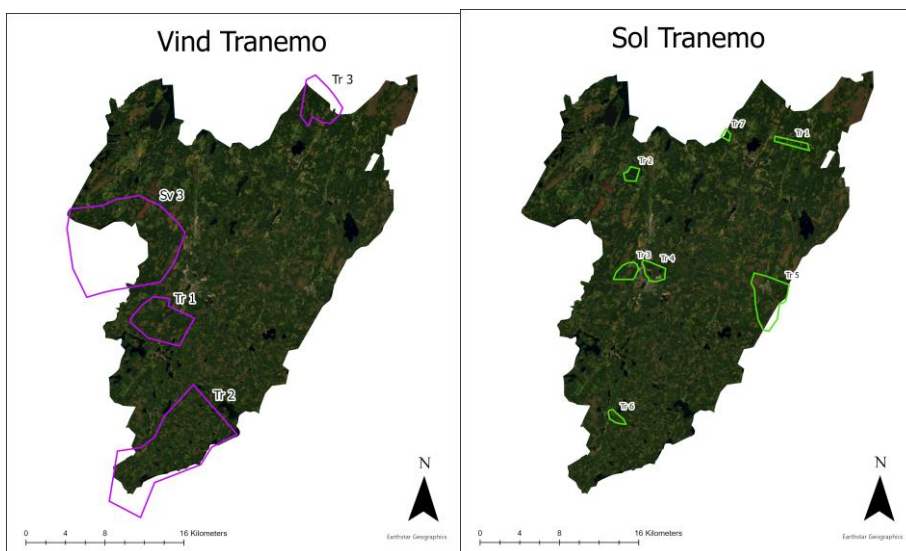 Vind Tranemo
Tr 3
Sv 3
Tr 1
Tr 2
N
0 4 8 16 Kilometers
Earthstar Geographics
Sol Tranemo
Tr 7
Tr 1
Tr 2
Tr 3
Tr 4
Tr 5
Tr 6
N
0 4 8 16 Kilometers
Earthstar Geographics